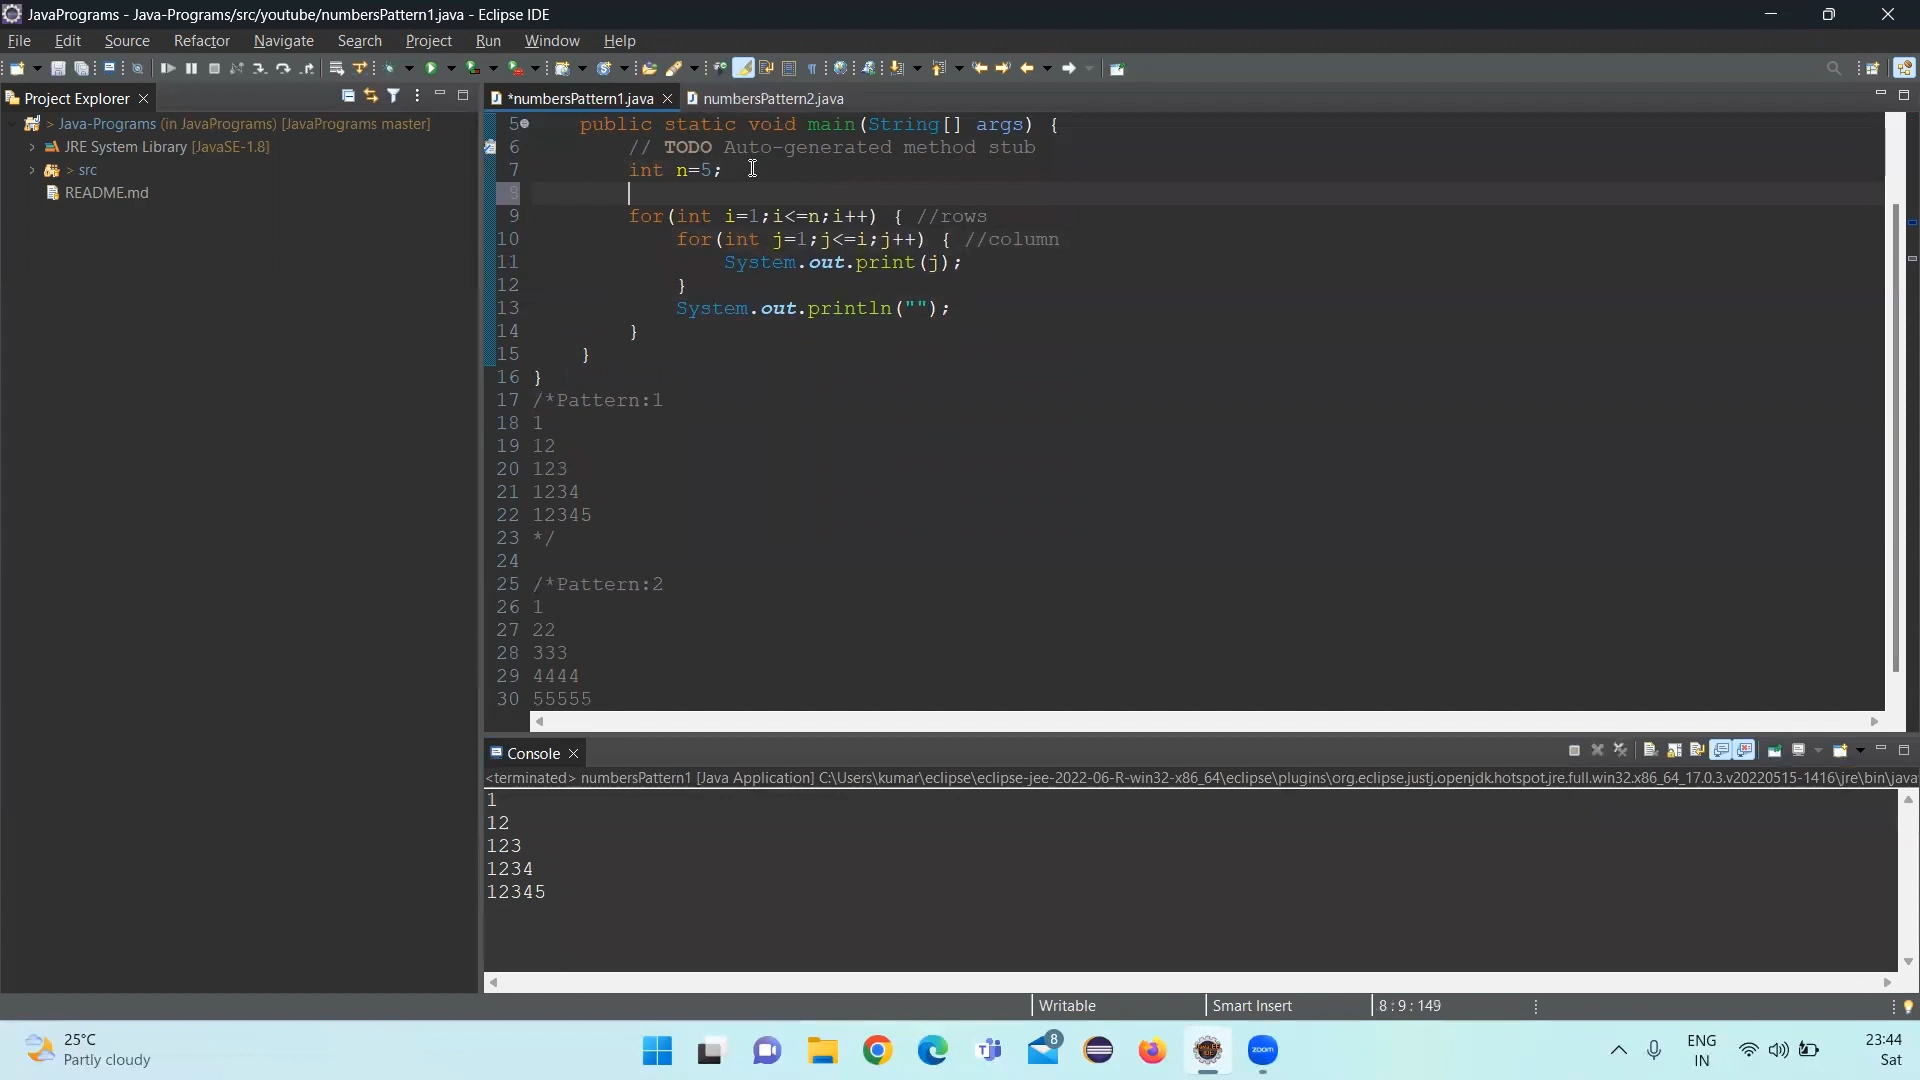 JavaPrograms - Java-Programs/src/youtube/numbersPattern1.java - Eclipse IDE
File Edit Source Refactor Navigate Search Project Run Window Help
Project Explorer
> Java-Programs (in JavaPrograms) [JavaPrograms master]
JRE System Library [JavaSE-1.8]
> src
README.md
*numbersPattern1.java numbersPattern2.java
5 public static void main(String[] args) {
6 // TODO Auto-generated method stub
7 int n=5;
8
9 for(int i=1;i<=n;i++) { //rows
10 for(int j=1;j<=i;j++) { //column
11 System.out.print(j);
12 }
13 System.out.println("");
14 }
15 }
16 }
17 /*Pattern:1
18 1
19 12
20 123
21 1234
22 12345
23 */
24
25 /*Pattern:2
26 1
27 22
28 333
29 4444
30 55555
Console
<terminated> numbersPattern1 [Java Application] C:\Users\kumar\eclipse\eclipse-jee-2022-06-R-win32-x86_64\eclipse\plugins\org.eclipse.justj.openjdk.hotspot.jre.full.win32.x86_64_17.0.3.v20220515-1416\jre\bin\java
1
12
123
1234
12345
Writable Smart Insert 8 : 9 : 149
25°C
Partly cloudy
8
zoom
ENG
IN
23:44
Sat